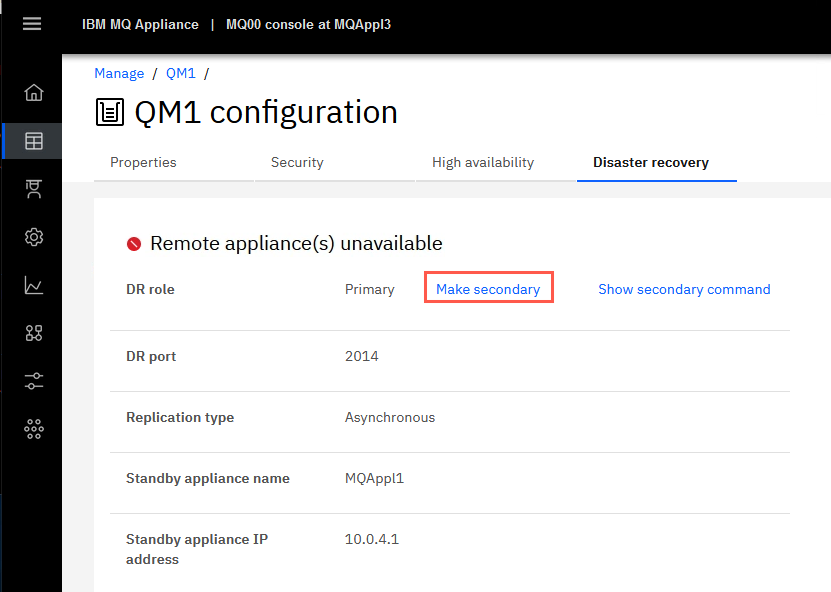 IBM MQ Appliance | MQ00 console at MQAppl3
Manage / QM1 /
QM1 configuration
Properties Security High availability Disaster recovery
Remote appliance(s) unavailable
DR role Primary Make secondary Show secondary command
DR port 2014
Replication type Asynchronous
Standby appliance name MQAppl1
Standby appliance IP 10.0.4.1
address